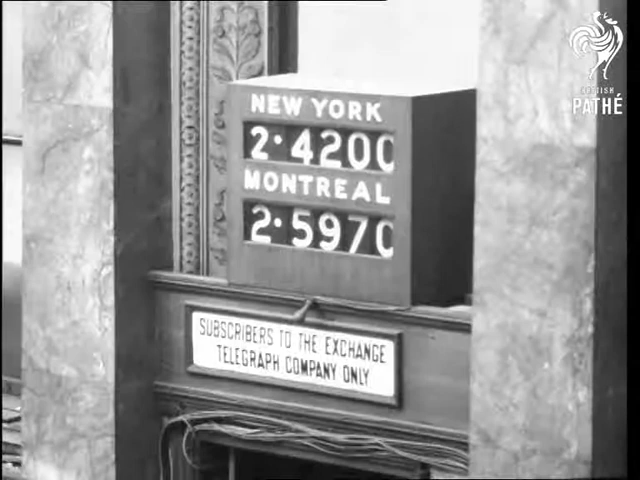 BRITISH
PATHÉ
NEW YORK
2·4200
MONTREAL
2·5970
SUBSCRIBERS TO THE EXCHANGE
TELEGRAPH COMPANY ONLY.